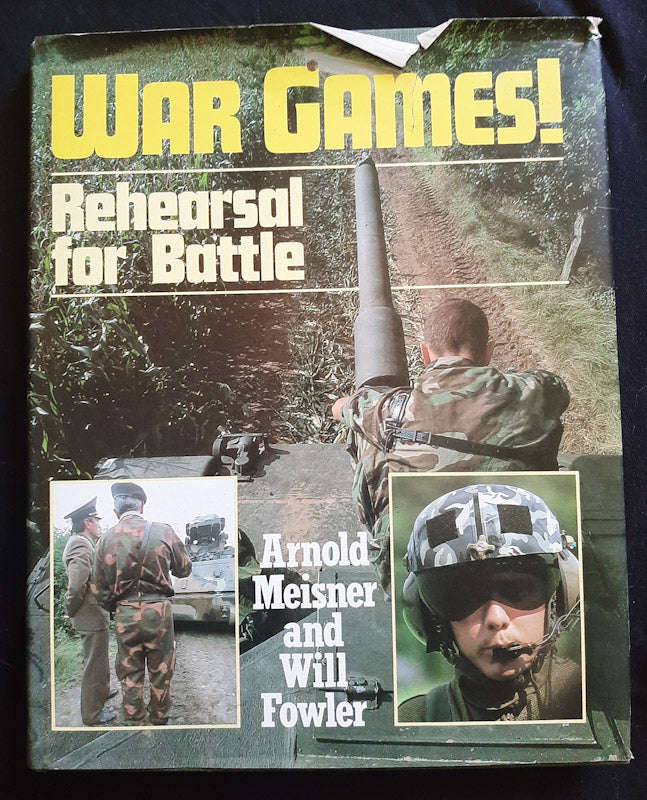 WAR GAMES!
Rehearsal
for Battle
Arnold
Meisner
and
Will
Fowler